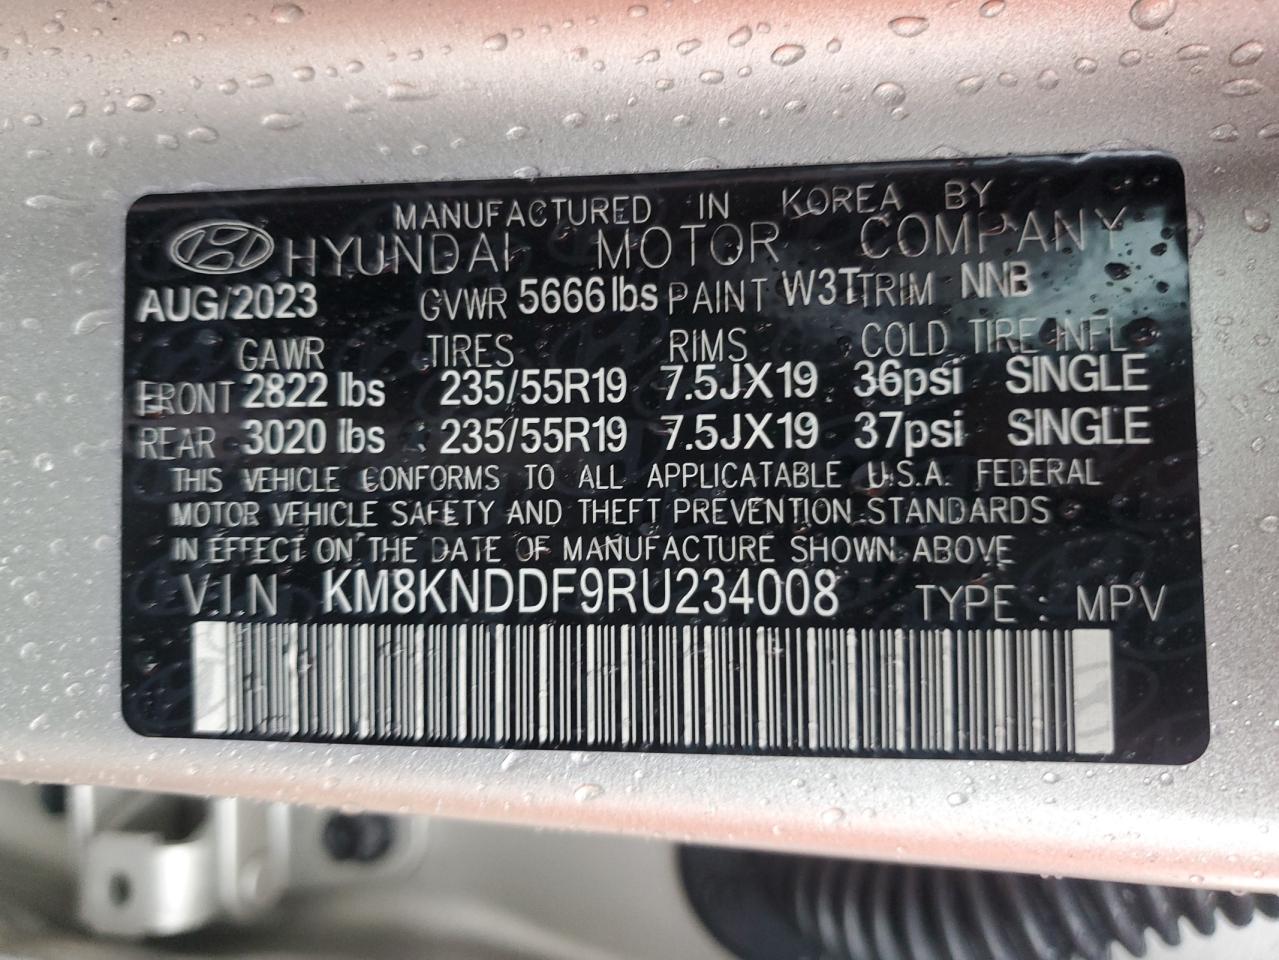 MANUFACTURED IN KOREA BY
HYUNDAI MOTOR COMPANY
AUG/2023 GVWR 5666 lbs PAINT W3T TRIM NNB
GAWR TIRES RIMS COLD TIRE INFL
FRONT 2822 lbs 235/55R19 7.5JX19 36psi SINGLE
REAR 3020 lbs 235/55R19 7.5JX19 37psi SINGLE
THIS VEHICLE CONFORMS TO ALL APPLICATABLE U.S.A. FEDERAL
MOTOR VEHICLE SAFETY AND THEFT PREVENTION STANDARDS
IN EFFECT ON THE DATE OF MANUFACTURE SHOWN ABOVE
VIN KM8KNDDF9RU234008 TYPE : MPV